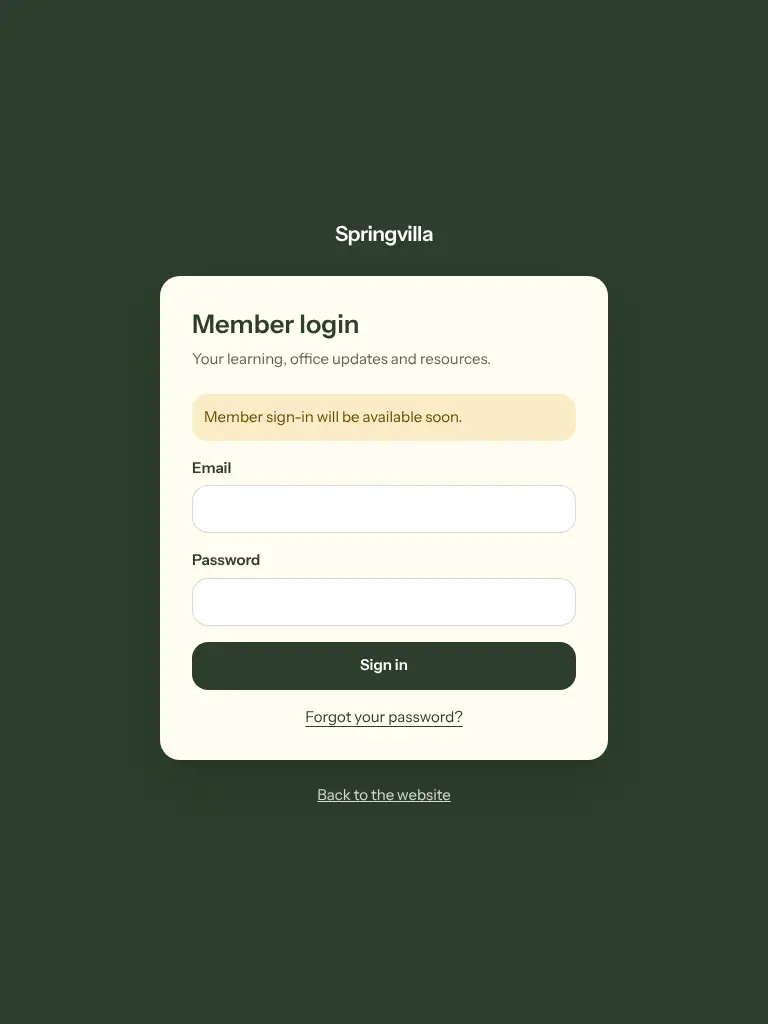 Springvilla
Member login
Your learning, office updates and resources.
Member sign-in will be available soon.
Email
Password
Sign in
Forgot your password?
Back to the website